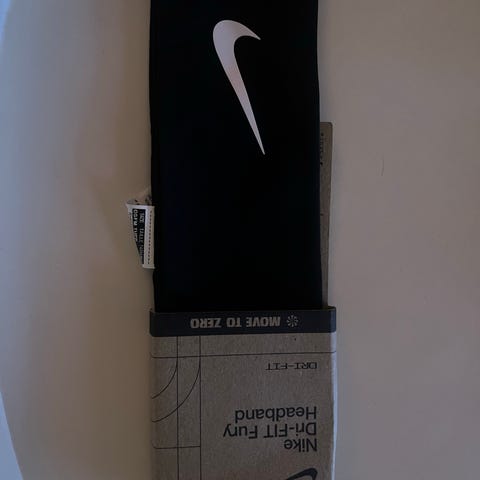 MOVE TO ZERO
DRI-FIT
Nike
Dri-FIT Fury
Headband